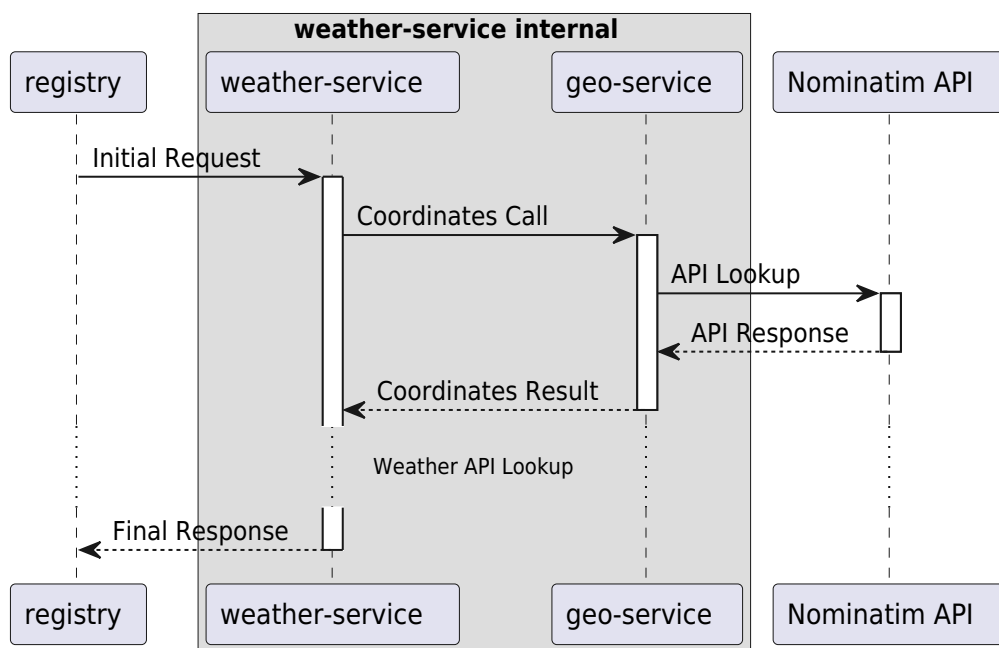 weather-service internal
registry
weather-service
geo-service
Nominatim API
Initial Request
Coordinates Call
API Lookup
API Response
Coordinates Result
Weather API Lookup
Final Response
registry
weather-service
geo-service
Nominatim API